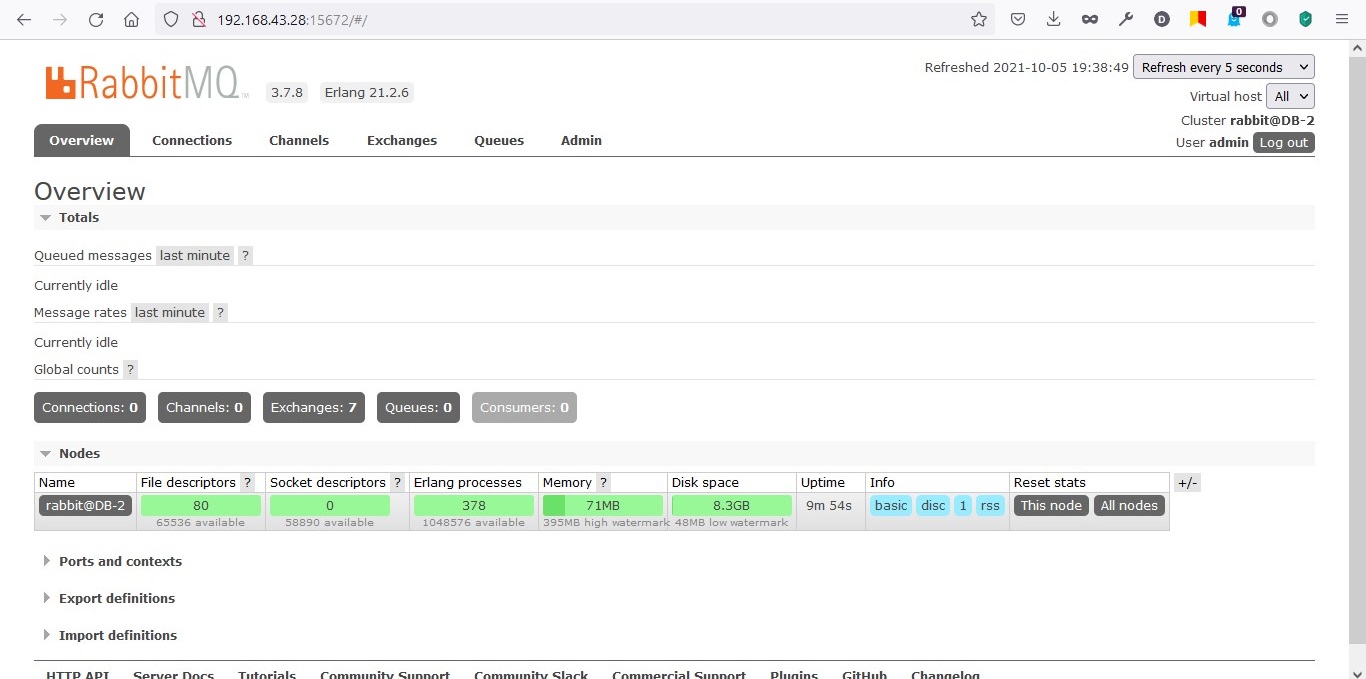 192.168.43.28:15672/#/
D
0
RabbitMQ TM 3.7.8 Erlang 21.2.6
Refreshed 2021-10-05 19:38:49 Refresh every 5 seconds
Virtual host All
Cluster rabbit@DB-2
User admin Log out
Overview Connections Channels Exchanges Queues Admin
Overview
Totals
Queued messages last minute ?
Currently idle
Message rates last minute ?
Currently idle
Global counts ?
Connections: 0 Channels: 0 Exchanges: 7 Queues: 0 Consumers: 0
Nodes
Name File descriptors ? Socket descriptors ? Erlang processes Memory ? Disk space Uptime Info Reset stats +/-
rabbit@DB-2 80 0 378 71MB 8.3GB 9m 54s basic disc 1 rss This node All nodes
65536 available 58890 available 1048576 available 395MB high watermark 48MB low watermark
Ports and contexts
Export definitions
Import definitions
HTTP API Server Docs Tutorials Community Support Community Slack Commercial Support Plugins GitHub Changelog